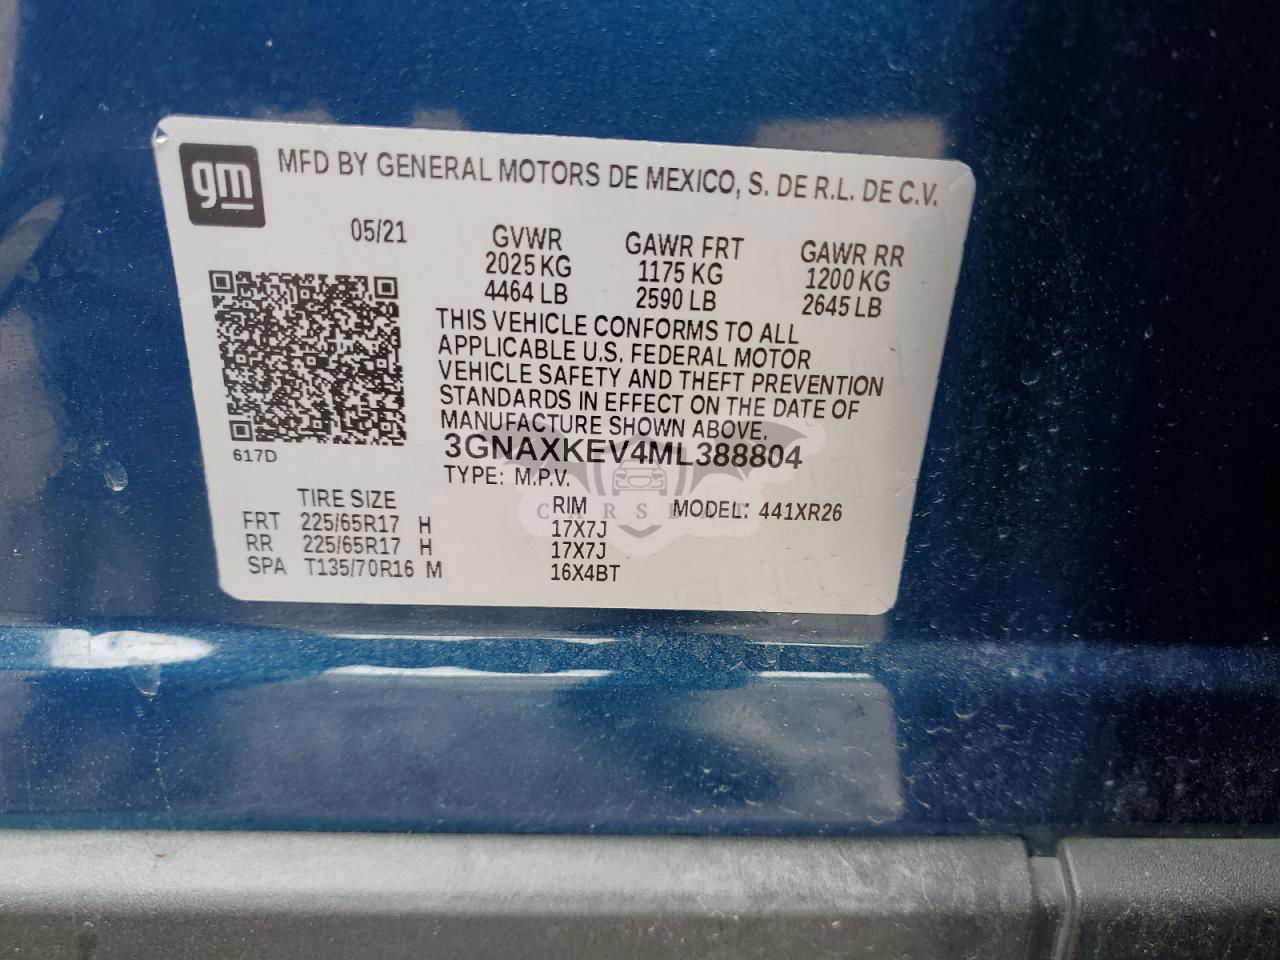 gm MFD BY GENERAL MOTORS DE MEXICO, S. DE R.L. DE C.V.
05/21 GVWR GAWR FRT GAWR RR
2025 KG 1175 KG 1200 KG
4464 LB 2590 LB 2645 LB
THIS VEHICLE CONFORMS TO ALL
APPLICABLE U.S. FEDERAL MOTOR
VEHICLE SAFETY AND THEFT PREVENTION
STANDARDS IN EFFECT ON THE DATE OF
MANUFACTURE SHOWN ABOVE.
617D
3GNAXKEV4ML388804
TYPE: M.P.V.
TIRE SIZE RIM MODEL: 441XR26
FRT 225/65R17 H 17X7J
RR 225/65R17 H 17X7J
SPA T135/70R16 M 16X4BT